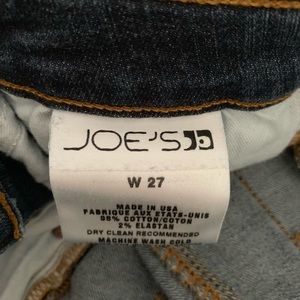 JOE'S
W 27
MADE IN USA
FABRIQUE AUX ETATS-UNIS
98% COTTON/COTON
2% ELASTAN
DRY CLEAN RECOMMENDED
MACHINE WASH COLD